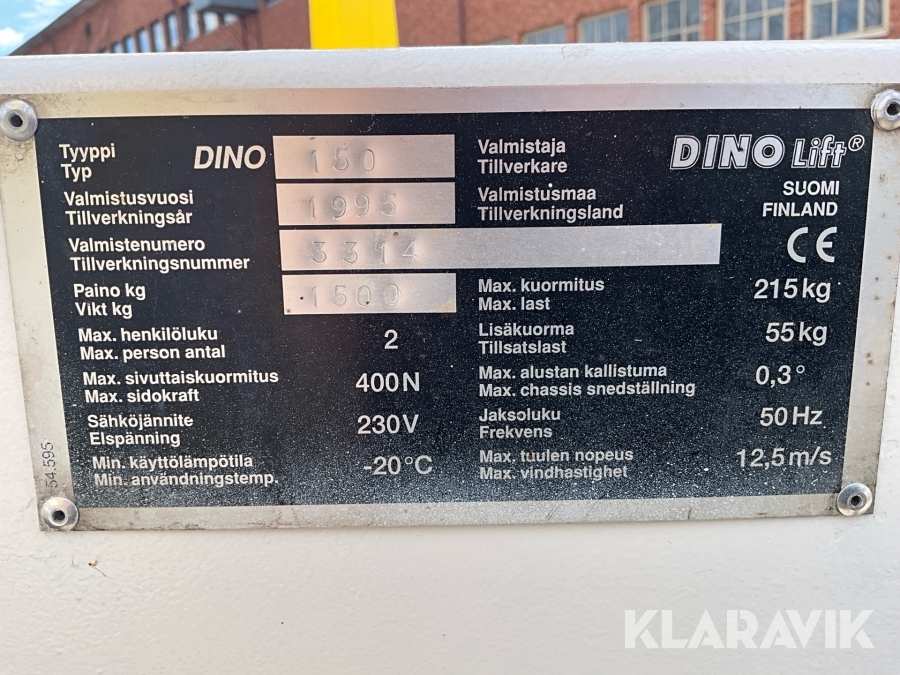 Tyyppi
Typ
DINO 150
Valmistusvuosi
Tillverkningsår
1995
Valmistenumero
Tillverkningsnummer
3314
Paino kg
Vikt kg
1500
Max. henkilöluku
Max. person antal
2
Max. sivuttaiskuormitus
Max. sidokraft
400N
Sähköjännite
Elspänning
230V
Min. käyttölämpötila
Min. användningstemp.
-20°C
Valmistaja
Tillverkare
DINO Lift®
Valmistusmaa
Tillverkningsland
SUOMI
FINLAND
CE
Max. kuormitus
Max. last
215kg
Lisäkuorma
Tillsatslast
55kg
Max. alustan kallistuma
Max. chassis snedställning
0,3°
Jaksoluku
Frekvens
50Hz
Max. tuulen nopeus
Max. vindhastighet
12,5m/s
54.595
KLARAVIK